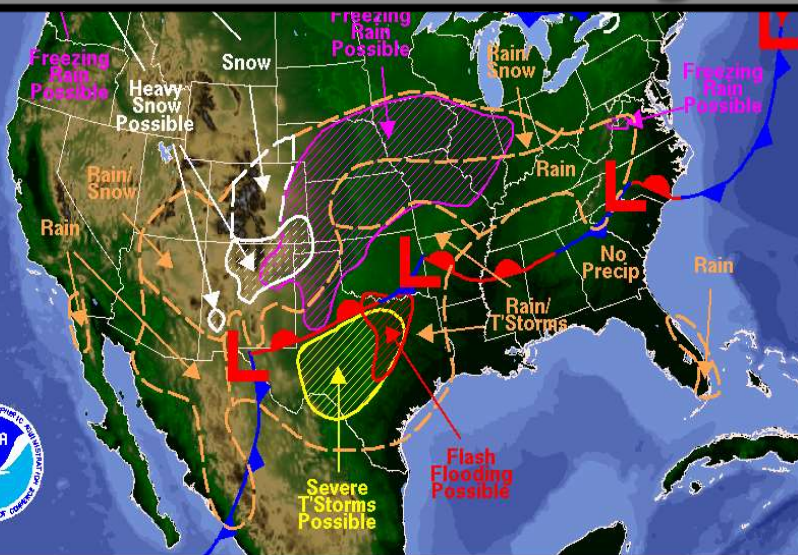 Freezing
Rain
Possible
Freezing
Rain
Possible
Snow
Heavy
Snow
Possible
Rain/
Snow
Freezing
Rain
Possible
Rain/
Snow
Rain
Rain
L
L
L
L
L
No
Precip
Rain
Rain/
T'Storms
Flash
Flooding
Possible
Severe
T'Storms
Possible